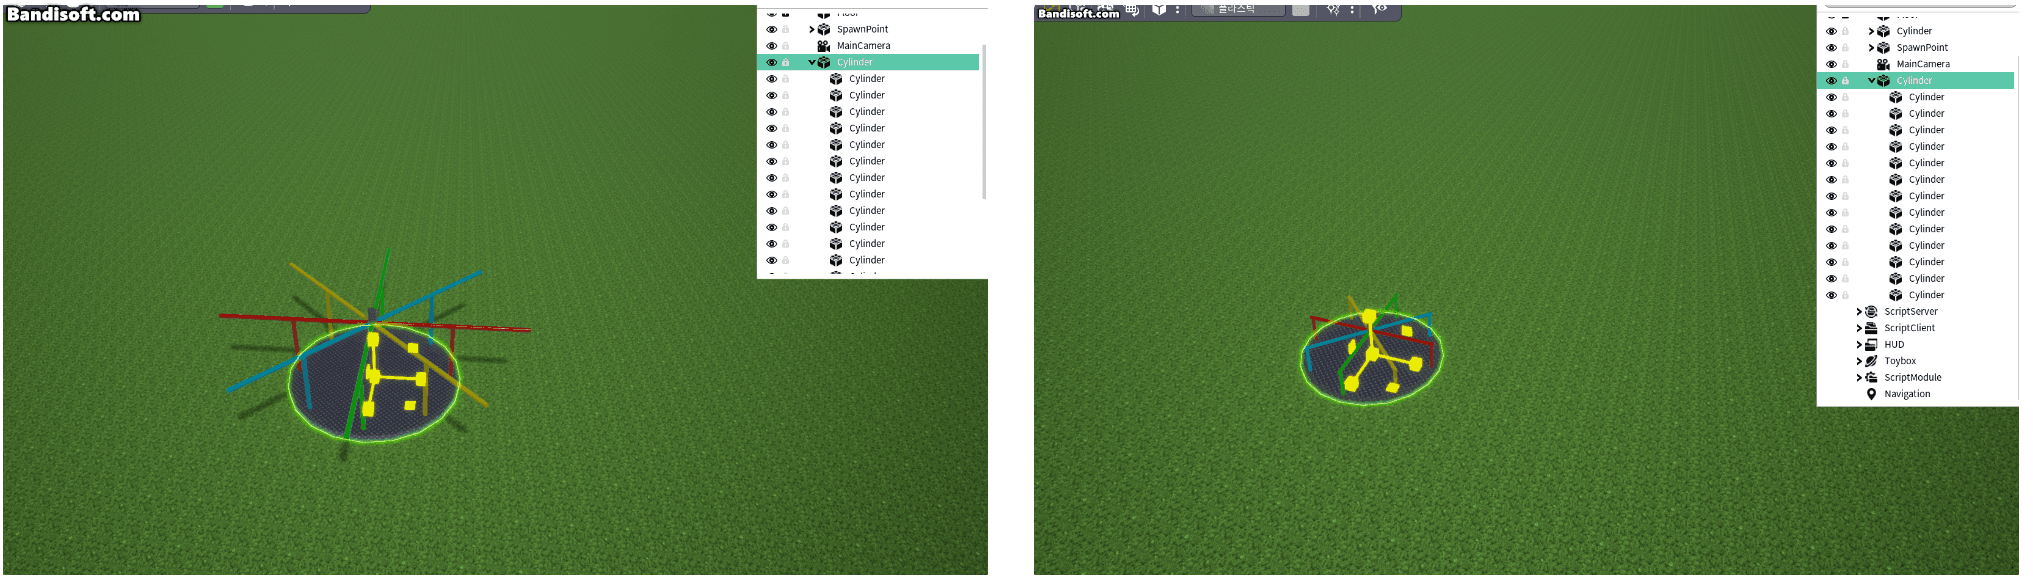 Bandisoft.com
SpawnPoint
MainCamera
Cylinder
Cylinder
Cylinder
Cylinder
Cylinder
Cylinder
Cylinder
Cylinder
Cylinder
Cylinder
Cylinder
Cylinder
Cylinder
Bandisoft.com
플라스틱
Cylinder
SpawnPoint
MainCamera
Cylinder
Cylinder
Cylinder
Cylinder
Cylinder
Cylinder
Cylinder
Cylinder
Cylinder
Cylinder
Cylinder
Cylinder
Cylinder
Cylinder
ScriptServer
ScriptClient
HUD
Toybox
ScriptModule
Navigation